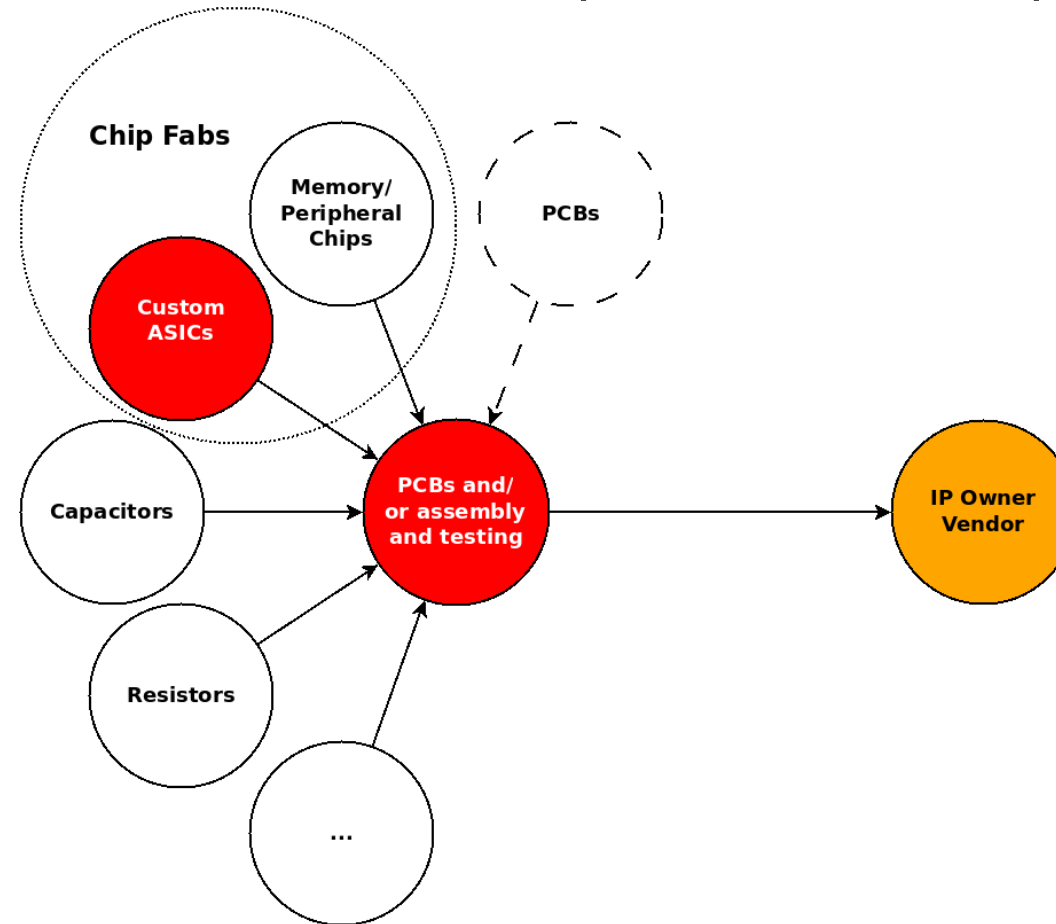 Chip Fabs
Memory/
Peripheral
Chips
PCBs
Custom
ASICs
Capacitors
PCBs and/
or assembly
and testing
IP Owner
Vendor
Resistors
...